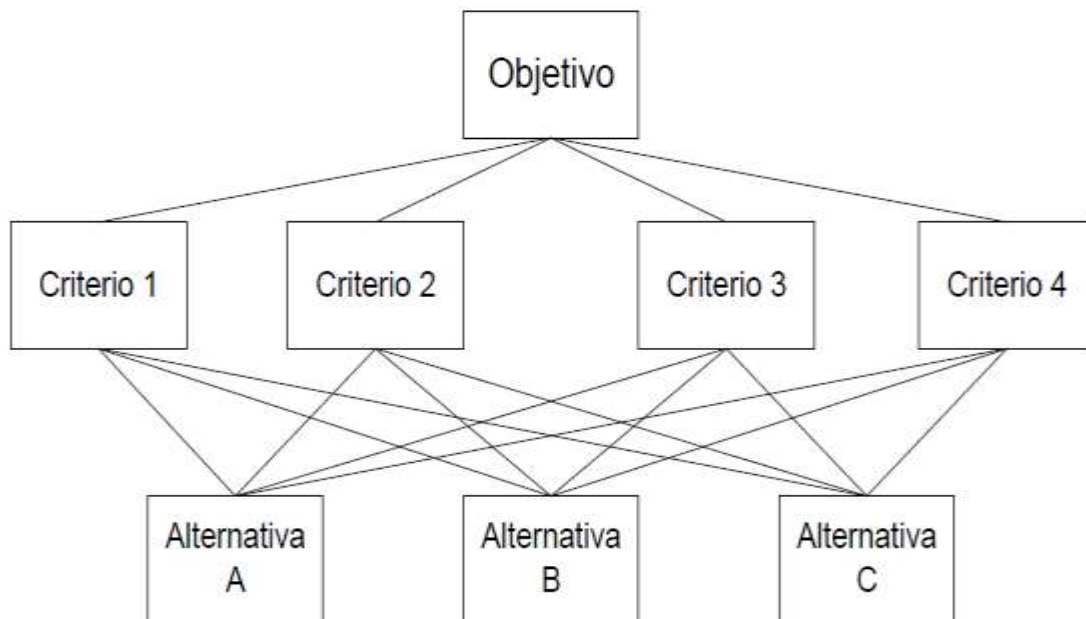 Objetivo
Criterio 1
Criterio 2
Criterio 3
Criterio 4
Alternativa
A
Alternativa
B
Alternativa
C